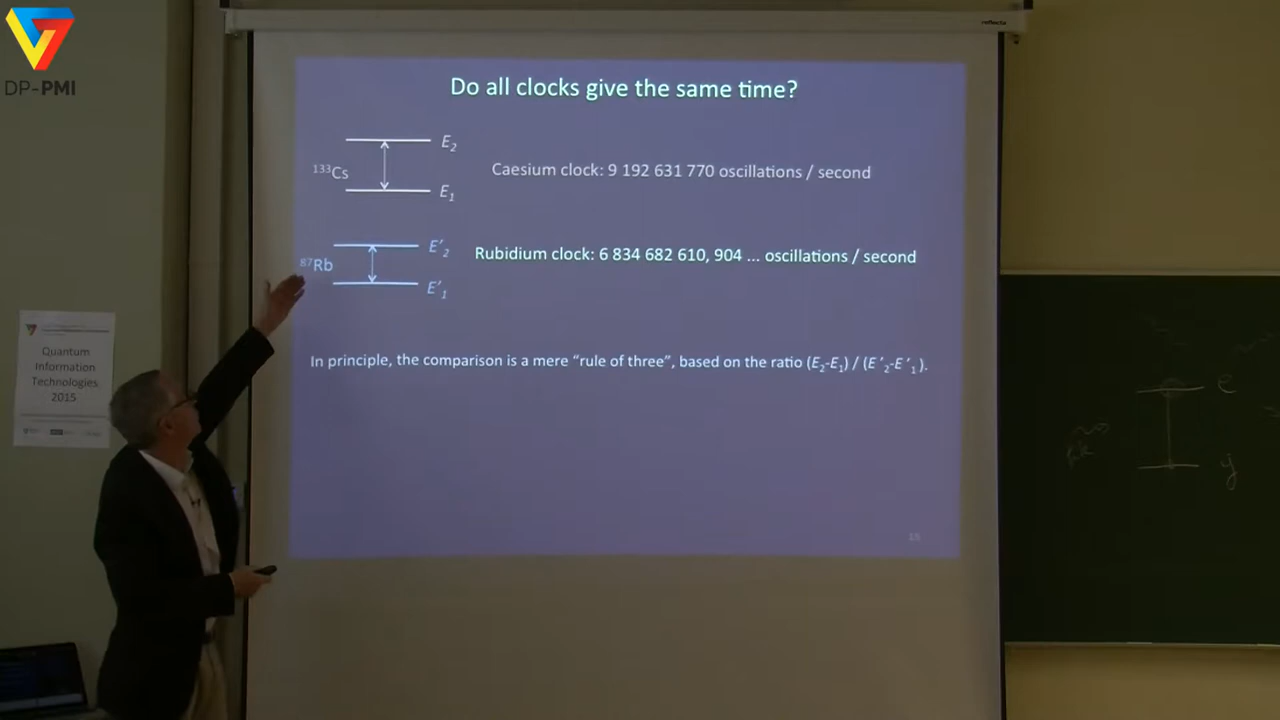 DP-PMI
reflecta
Do all clocks give the same time?
E₂
¹³³Cs
Caesium clock: 9 192 631 770 oscillations / second
E₁
E'₂
⁸⁷Rb
Rubidium clock: 6 834 682 610, 904 ... oscillations / second
E'₁
In principle, the comparison is a mere “rule of three”, based on the ratio (E₂-E₁) / (E'₂-E'₁).
Quantum
Information
Technologies
2015
e
g